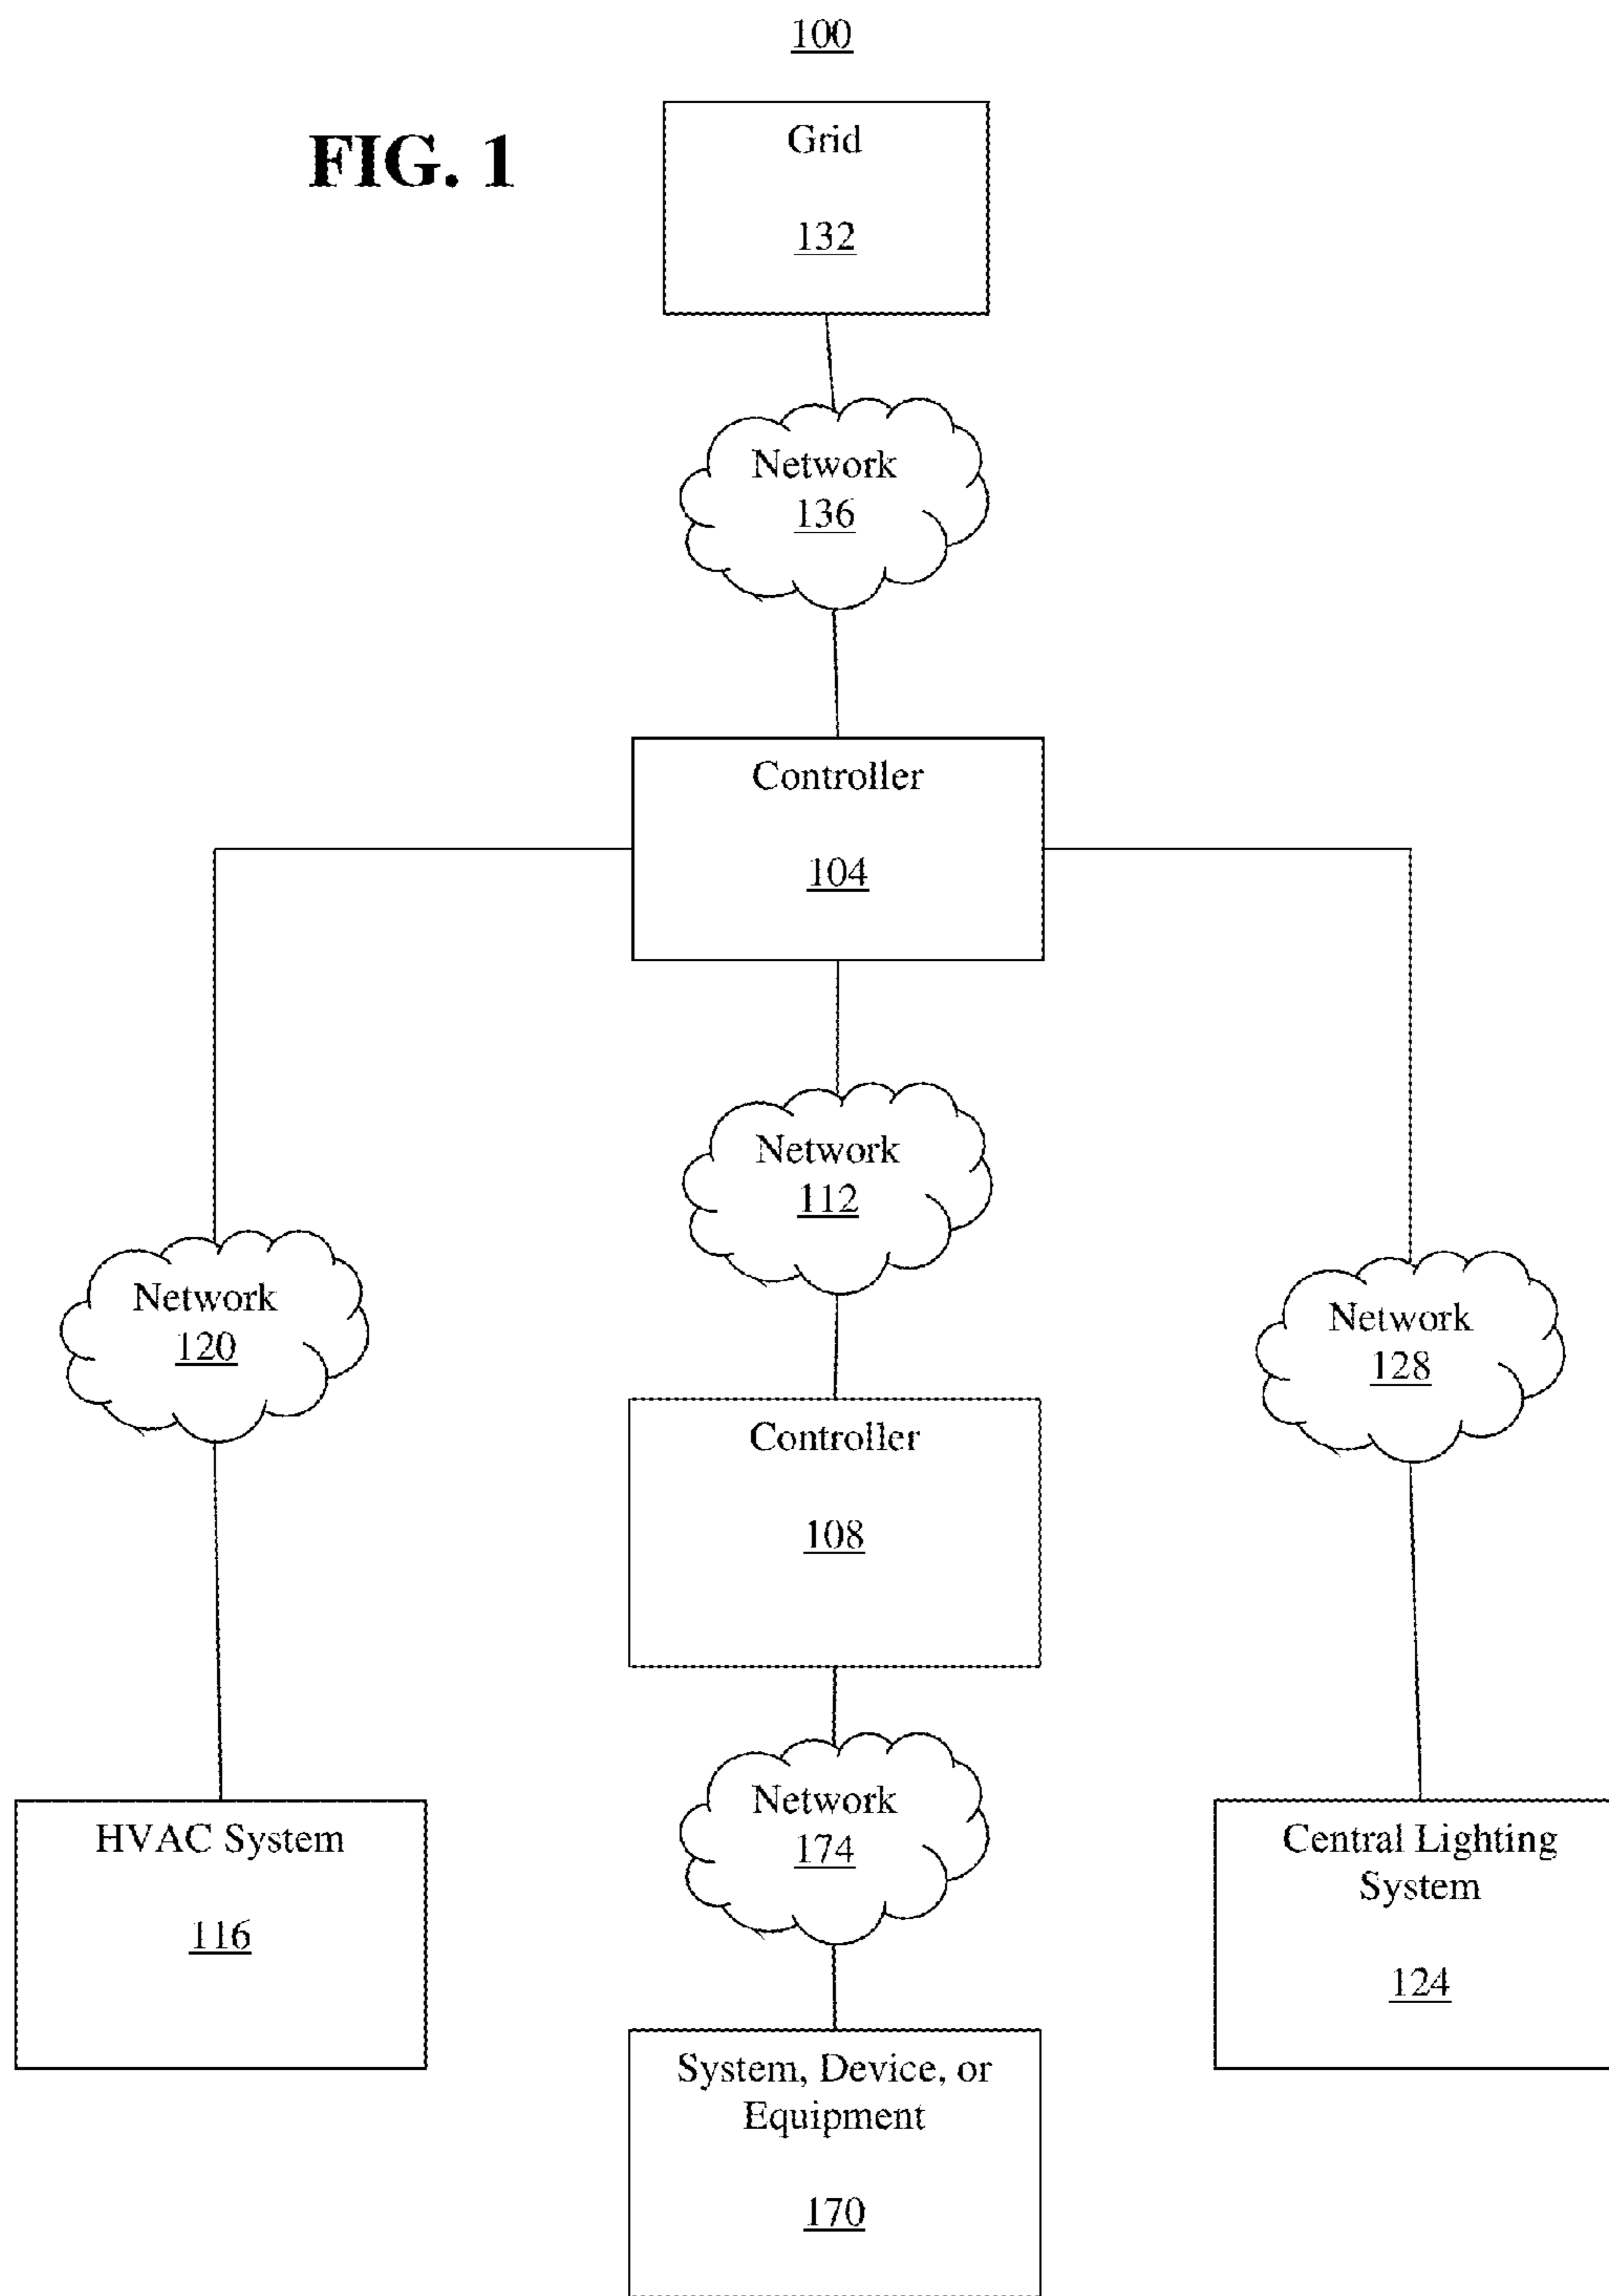 100
FIG. 1
Grid
132
Network
136
Controller
104
Network
112
Network
120
Network
128
Controller
108
Network
174
HVAC System
116
Central Lighting
System
124
System, Device, or
Equipment
170